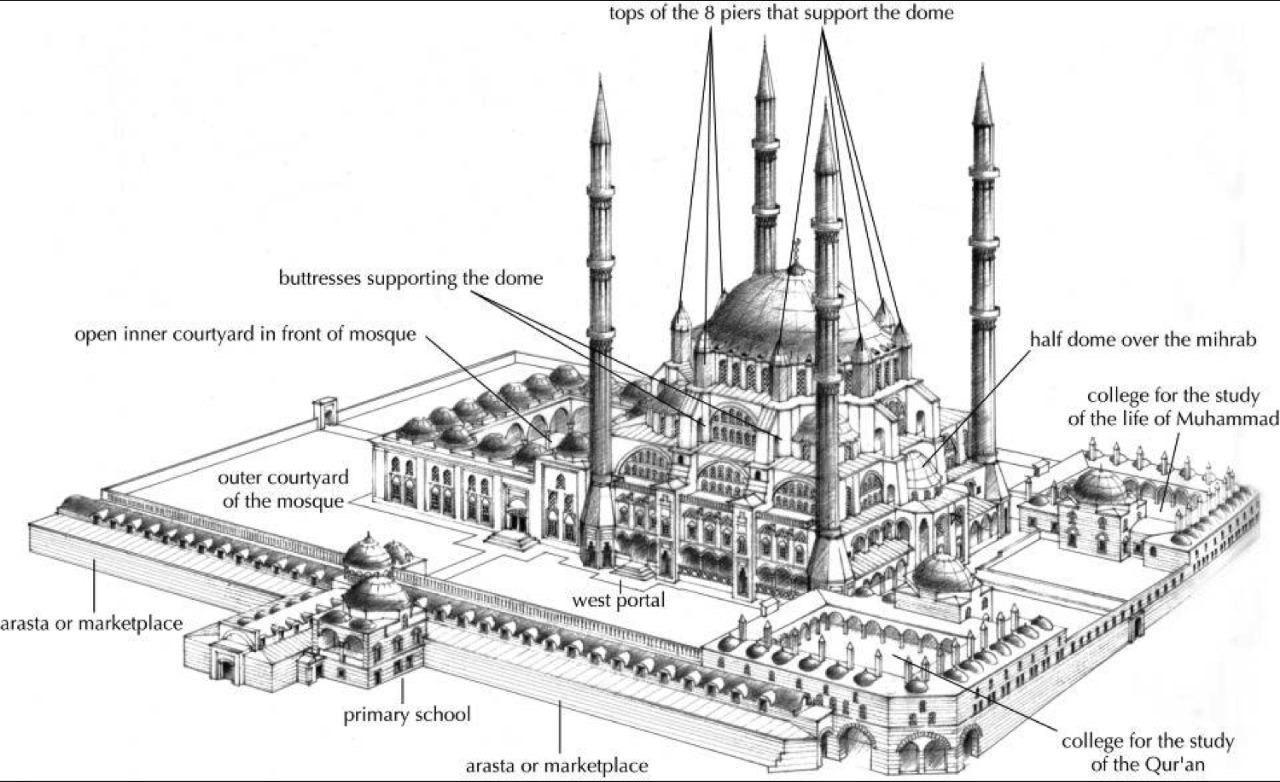 tops of the 8 piers that support the dome
buttresses supporting the dome
open inner courtyard in front of mosque
half dome over the mihrab
college for the study
of the life of Muhammad
outer courtyard
of the mosque
west portal
arasta or marketplace
primary school
arasta or marketplace
college for the study
of the Qur'an